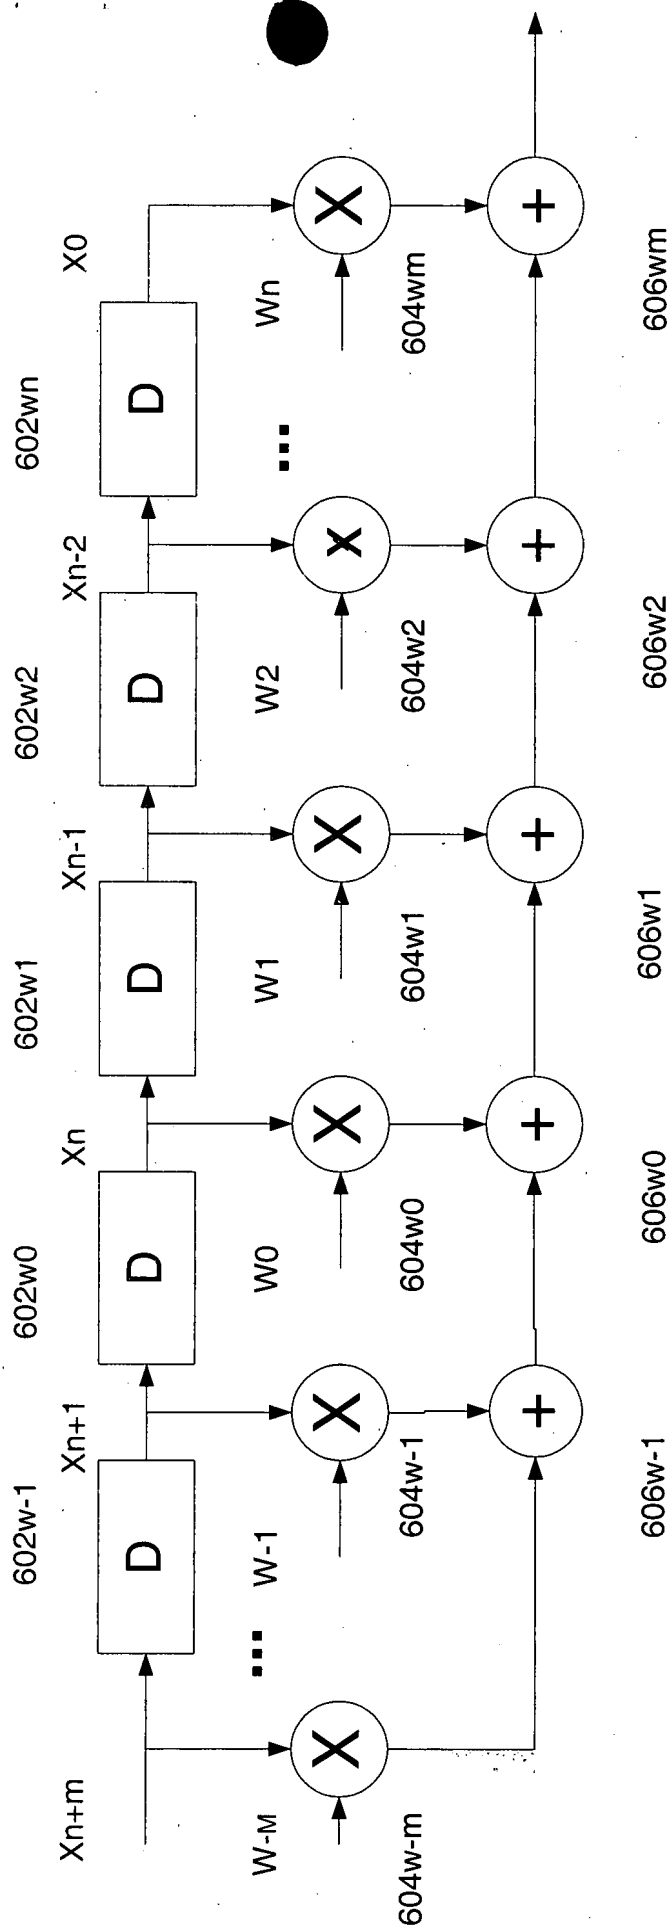 602w-1 602w0 602w1 602w2 602wn
Xn+m Xn+1 Xn Xn-1 Xn-2 X0
D D D D D
W-M ... W-1 W0 W1 W2 ... Wn
X X X X x X
604w-m 604w-1 604w0 604w1 604w2 604wm
+ + + + +
606w-1 606w0 606w1 606w2 606wm